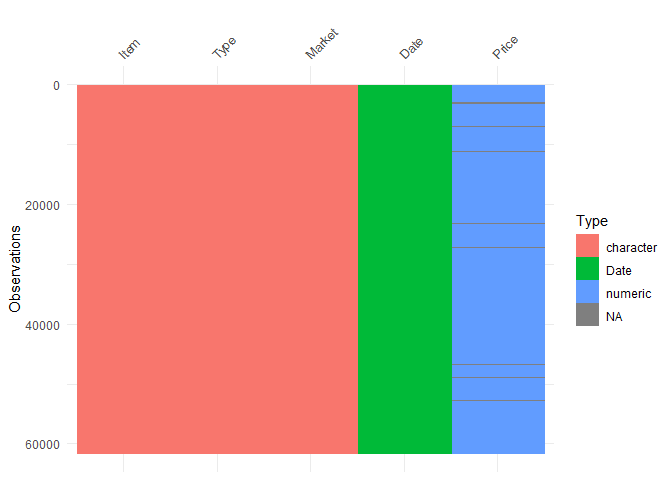 Item
Type
Market
Date
Price
0
20000
40000
60000
Observations
Type
character
Date
numeric
NA